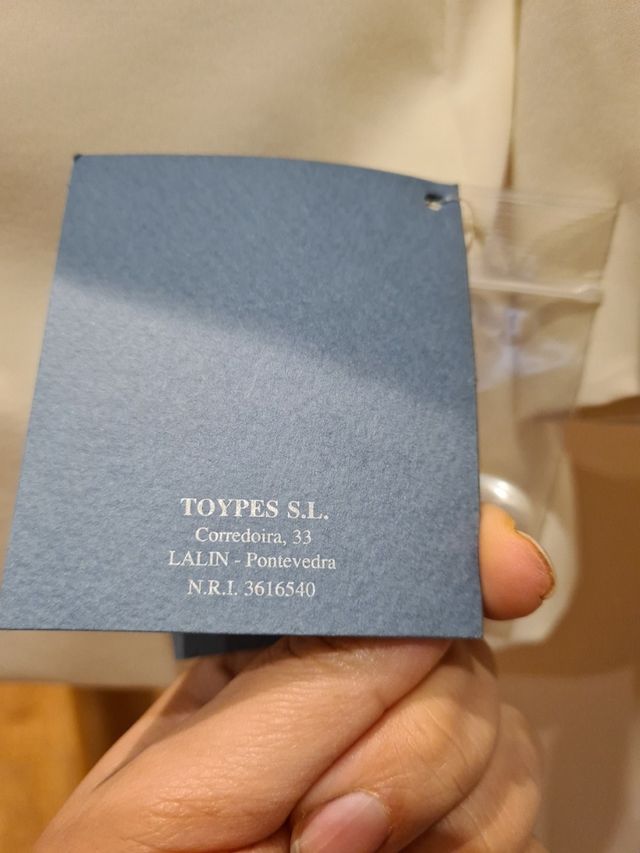 TOYPES S.L.
Corredoira, 33
LALIN - Pontevedra
N.R.I. 3616540